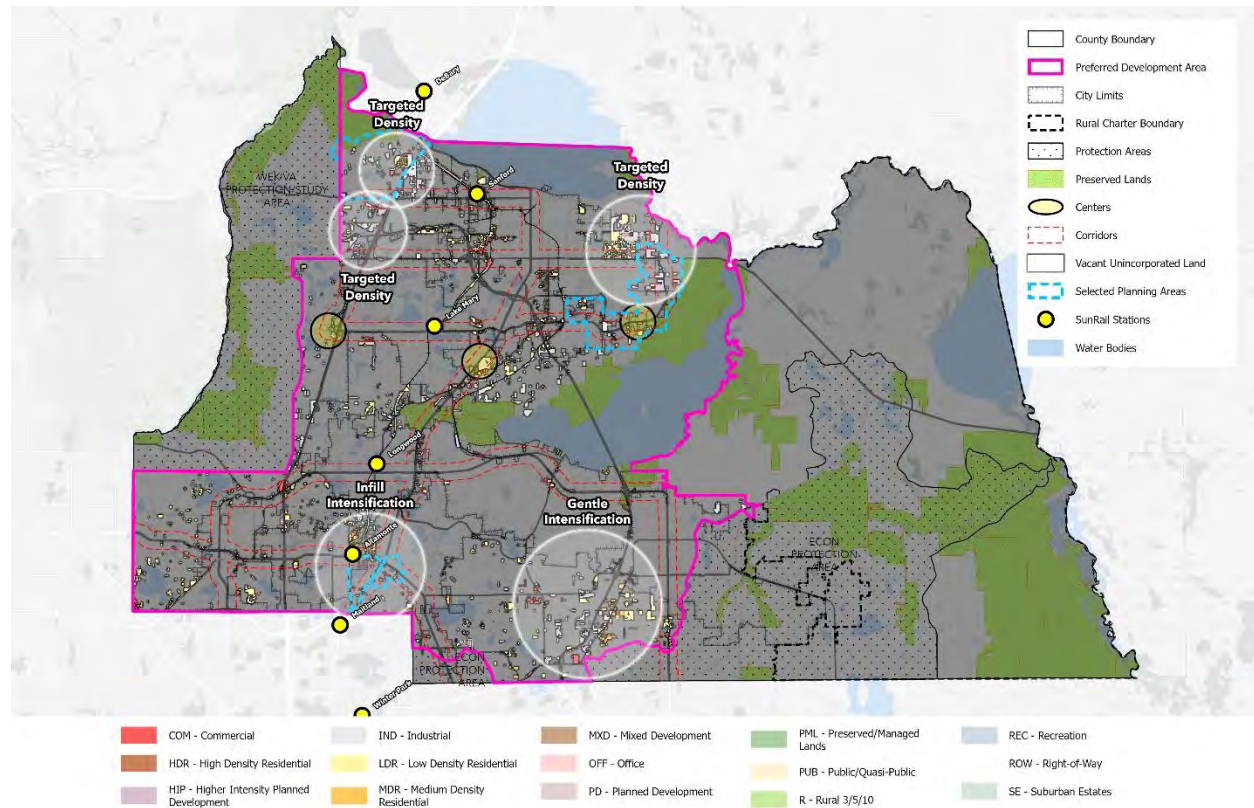 DeBary
Targeted
Density
WEKIVA
PROTECTION/STUDY
AREA
Sanford
Targeted
Density
Targeted
Density
Lake Mary
Longwood
Infill
Intensification
Gentle
Intensification
Altamonte
ECON
PROTECTION
AREA
Maitland
ECON
PROTECTION
AREA
Winter Park
County Boundary
Preferred Development Area
City Limits
Rural Charter Boundary
Protection Areas
Preserved Lands
Centers
Corridors
Vacant Unincorporated Land
Selected Planning Areas
SunRail Stations
Water Bodies
COM - Commercial
HDR - High Density Residential
HIP - Higher Intensity Planned
Development
IND - Industrial
LDR - Low Density Residential
MDR - Medium Density
Residential
MXD - Mixed Development
OFF - Office
PD - Planned Development
PML - Preserved/Managed
Lands
PUB - Public/Quasi-Public
R - Rural 3/5/10
REC - Recreation
ROW - Right-of-Way
SE - Suburban Estates